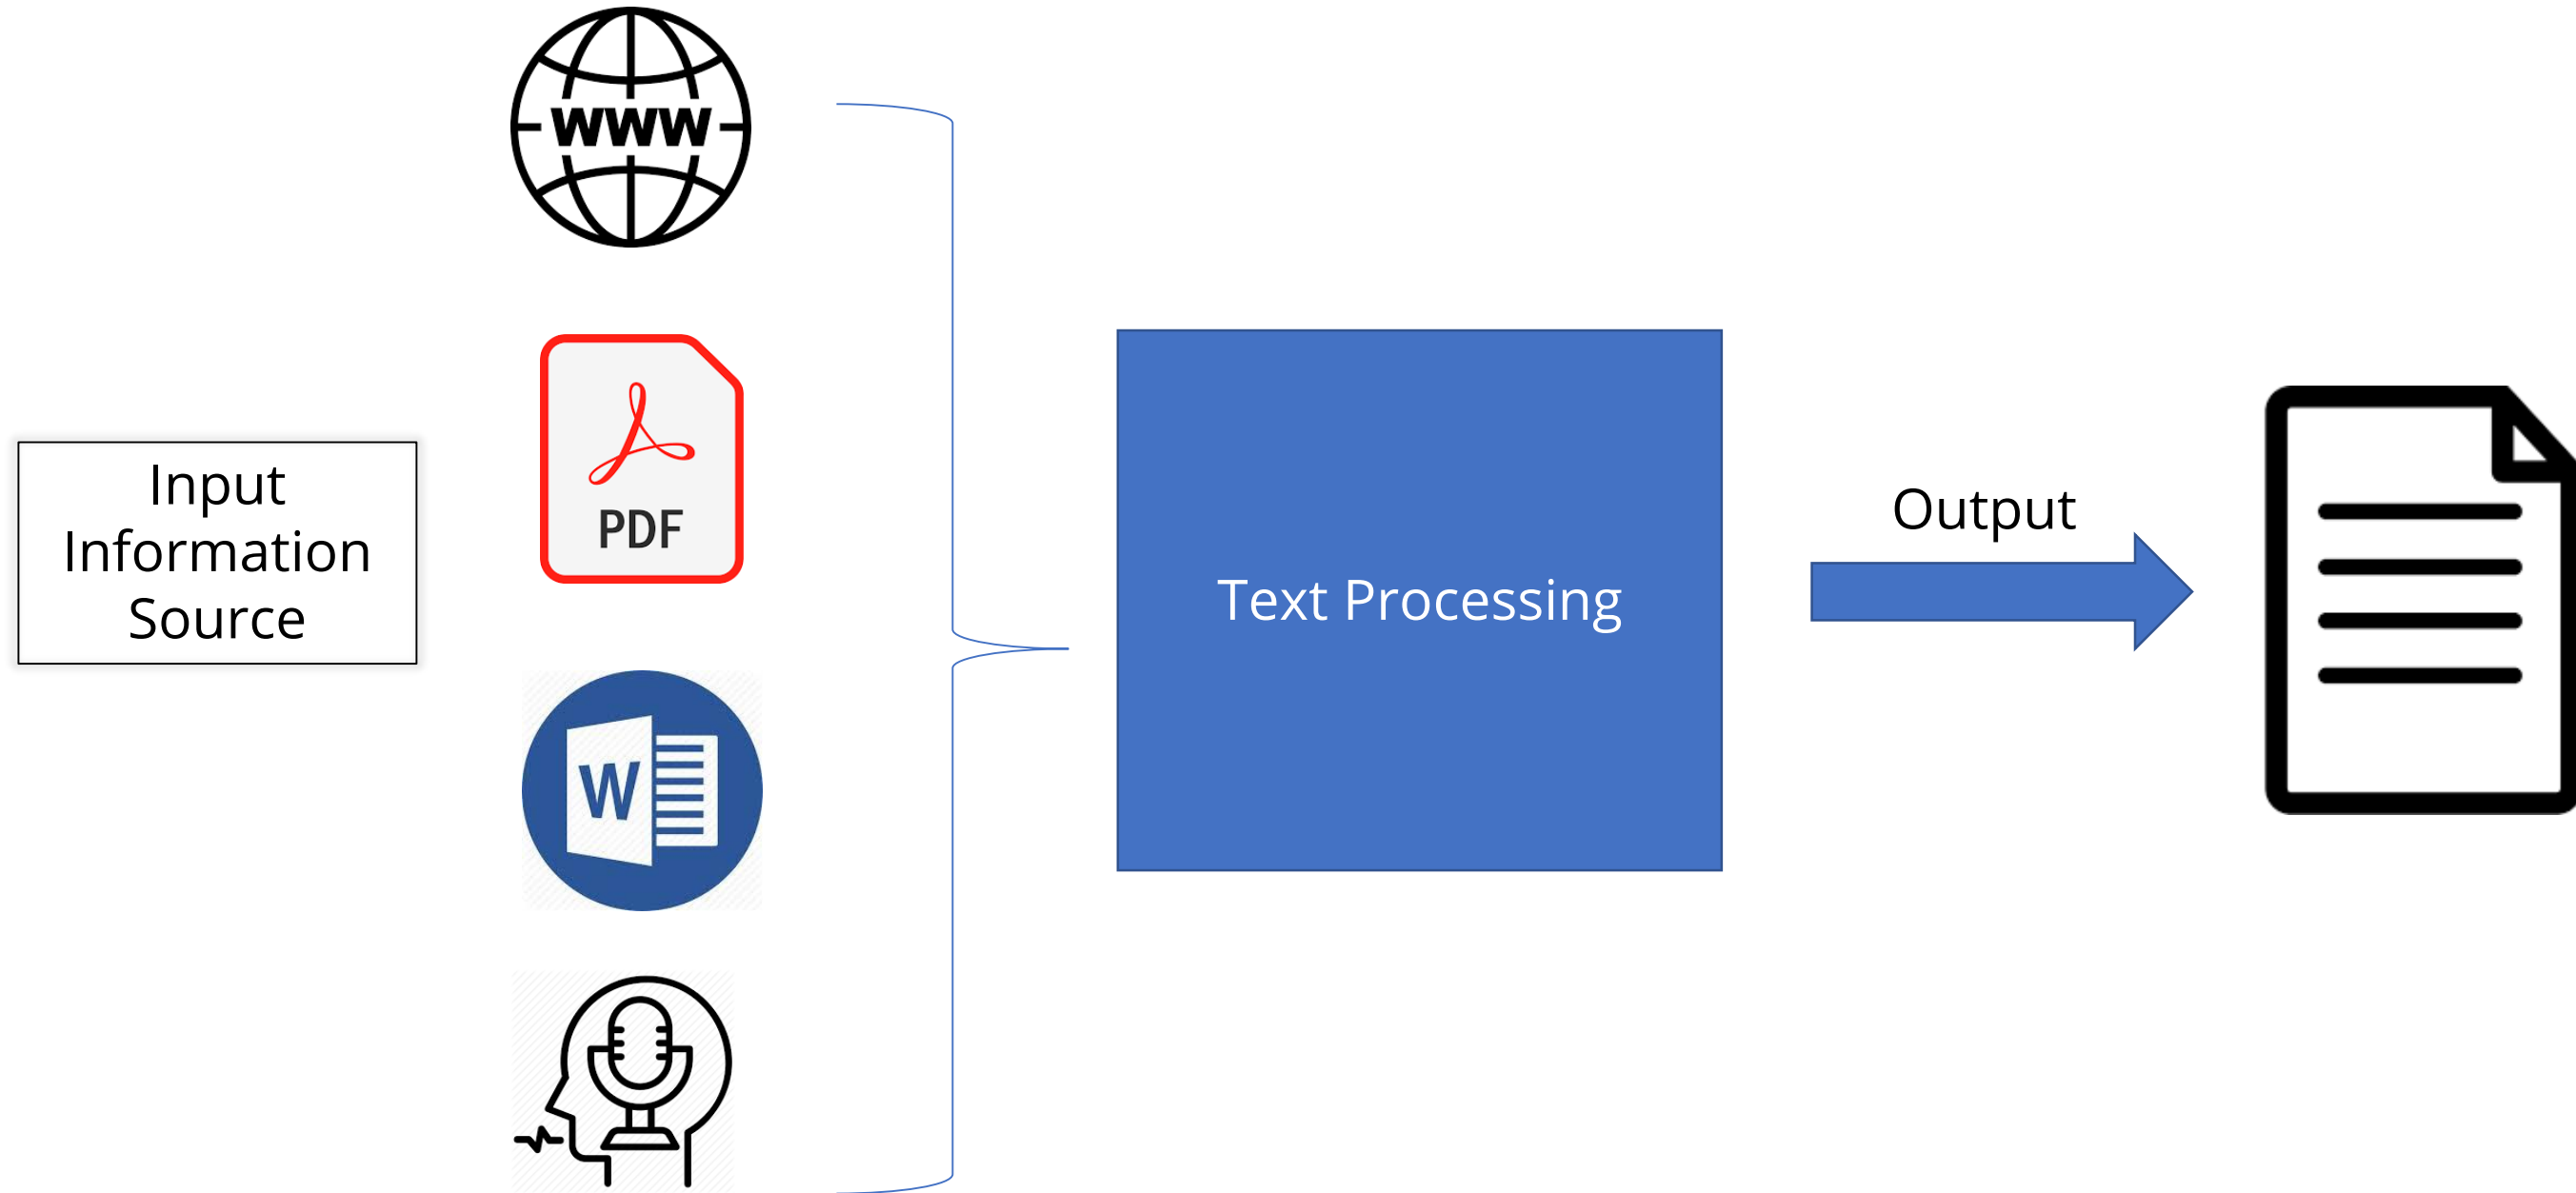 www
PDF
W
Input
Information
Source
Text Processing
Output